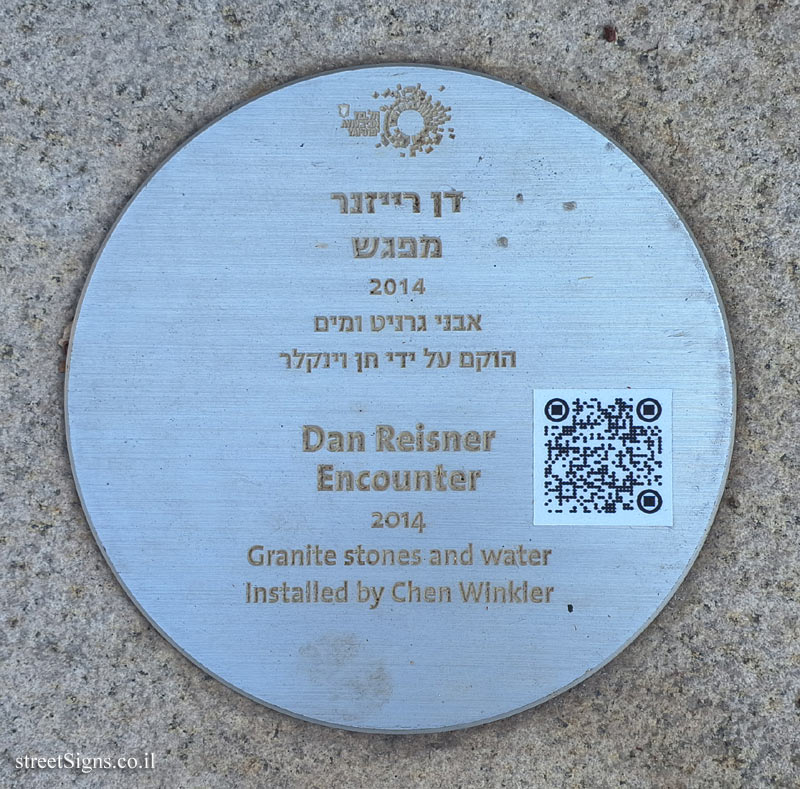 דן רייזנר
מפגש
2014
אבני גרניט ומים
הוקם על ידי חן וינקלר
Dan Reisner
Encounter
2014
Granite stones and water
Installed by Chen Winkler
streetSigns.co.il